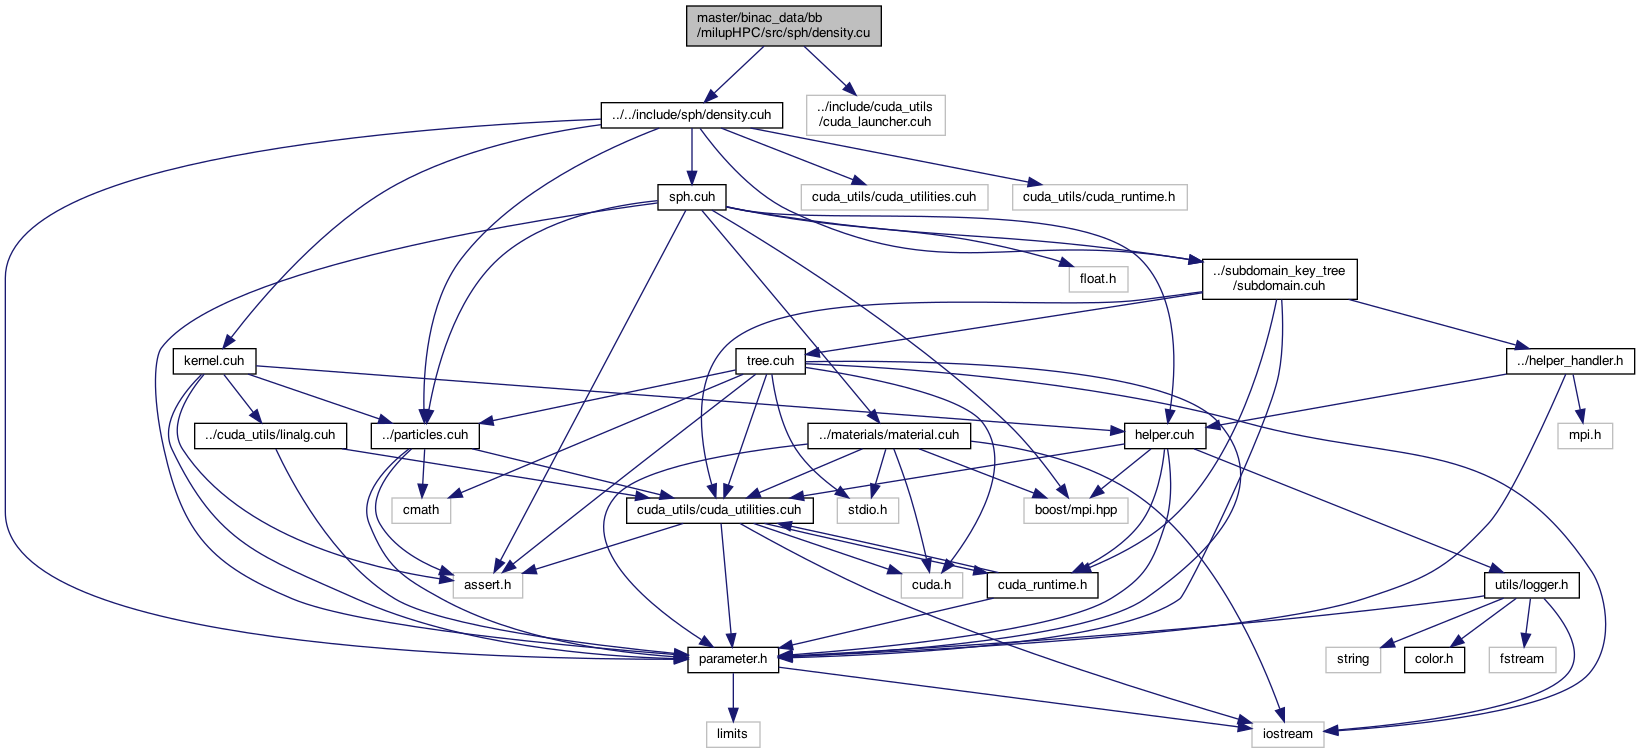 master/binac_data/bb
/milupHPC/src/sph/density.cu
../../include/sph/density.cuh
../include/cuda_utils
/cuda_launcher.cuh
sph.cuh
cuda_utils/cuda_utilities.cuh
cuda_utils/cuda_runtime.h
float.h
../subdomain_key_tree
/subdomain.cuh
kernel.cuh
tree.cuh
../helper_handler.h
../cuda_utils/linalg.cuh
../particles.cuh
../materials/material.cuh
helper.cuh
mpi.h
cmath
cuda_utils/cuda_utilities.cuh
stdio.h
boost/mpi.hpp
assert.h
cuda.h
cuda_runtime.h
utils/logger.h
parameter.h
string
color.h
fstream
limits
iostream